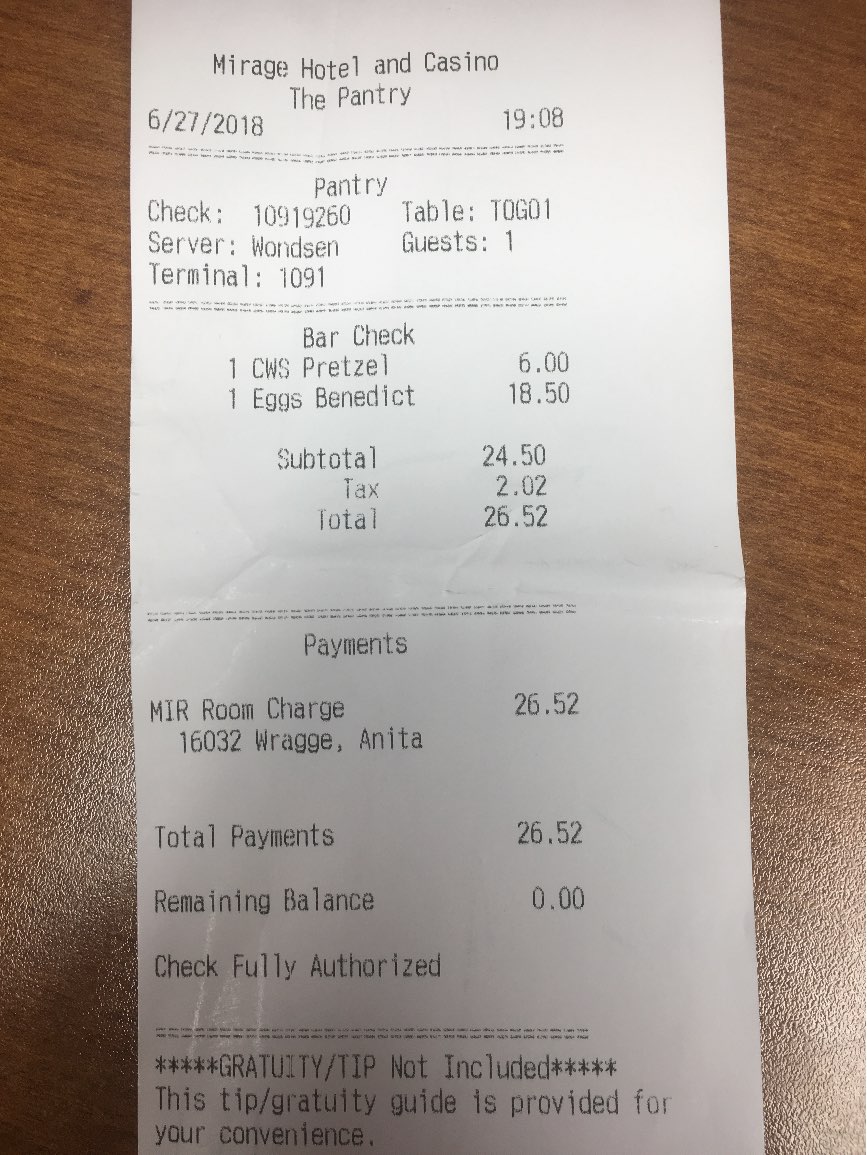 Mirage Hotel and Casino
The Pantry
6/27/2018 19:08
Pantry
Check: 10919260 Table: TOGO1
Server: Wondsen Guests: 1
Terminal: 1091
Bar Check
1 CWS Pretzel 6.00
1 Eggs Benedict 18.50
Subtotal 24.50
Tax 2.02
Total 26.52
Payments
MIR Room Charge 26.52
16032 Wragge, Anita
Total Payments 26.52
Remaining Balance 0.00
Check Fully Authorized
*****GRATUITY/TIP Not Included*****
This tip/gratuity guide is provided for
your convenience.